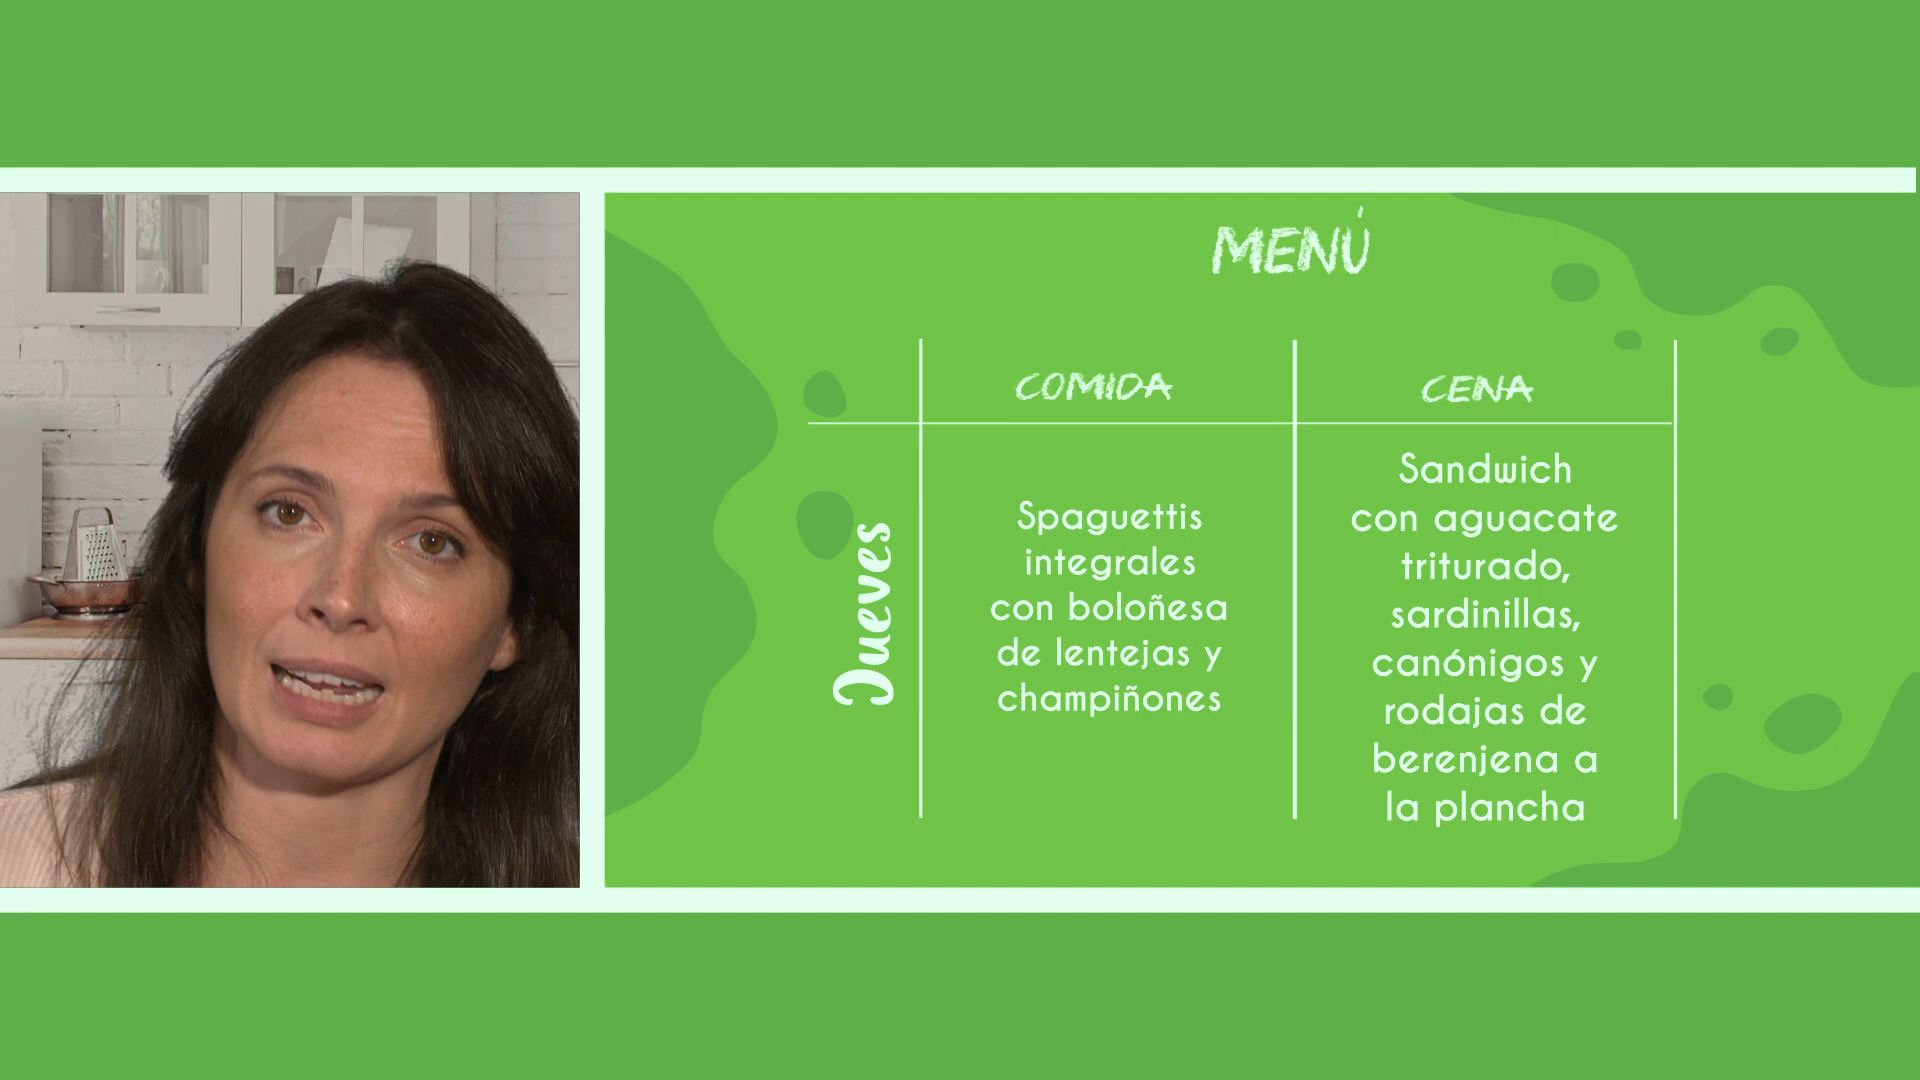 MENÚ
COMIDA
CENA
Jueves
Spaguettis
integrales
con boloñesa
de lentejas y
champiñones
Sandwich
con aguacate
triturado,
sardinillas,
canónigos y
rodajas de
berenjena a
la plancha